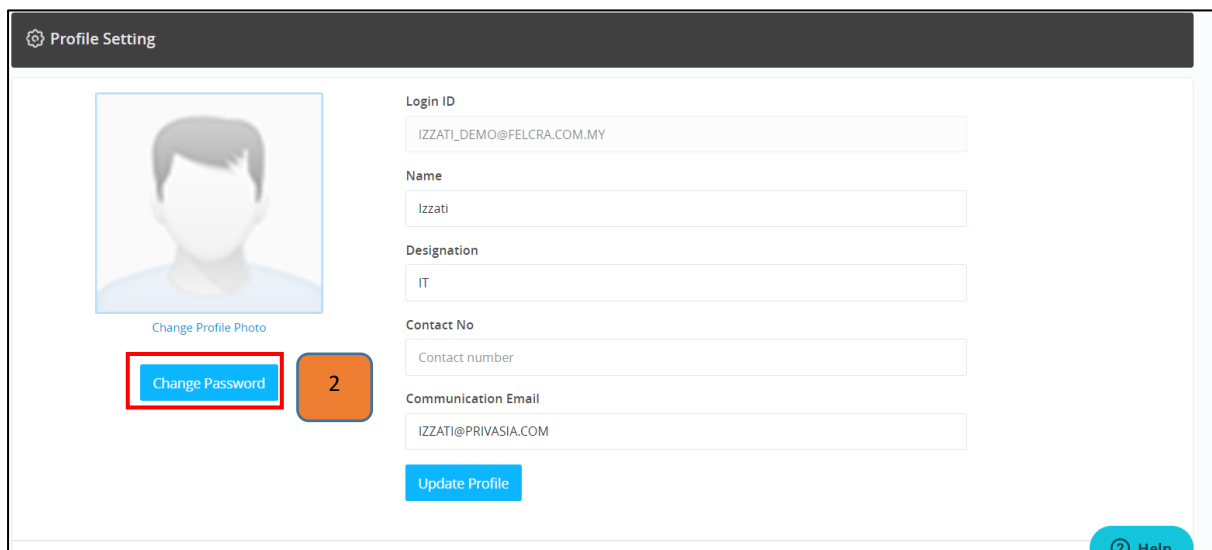 Profile Setting
Login ID
IZZATI_DEMO@FELCRA.COM.MY
Name
Izzati
Designation
IT
Change Profile Photo
Contact No
Contact number
Change Password
2
Communication Email
IZZATI@PRIVASIA.COM
Update Profile
? Help